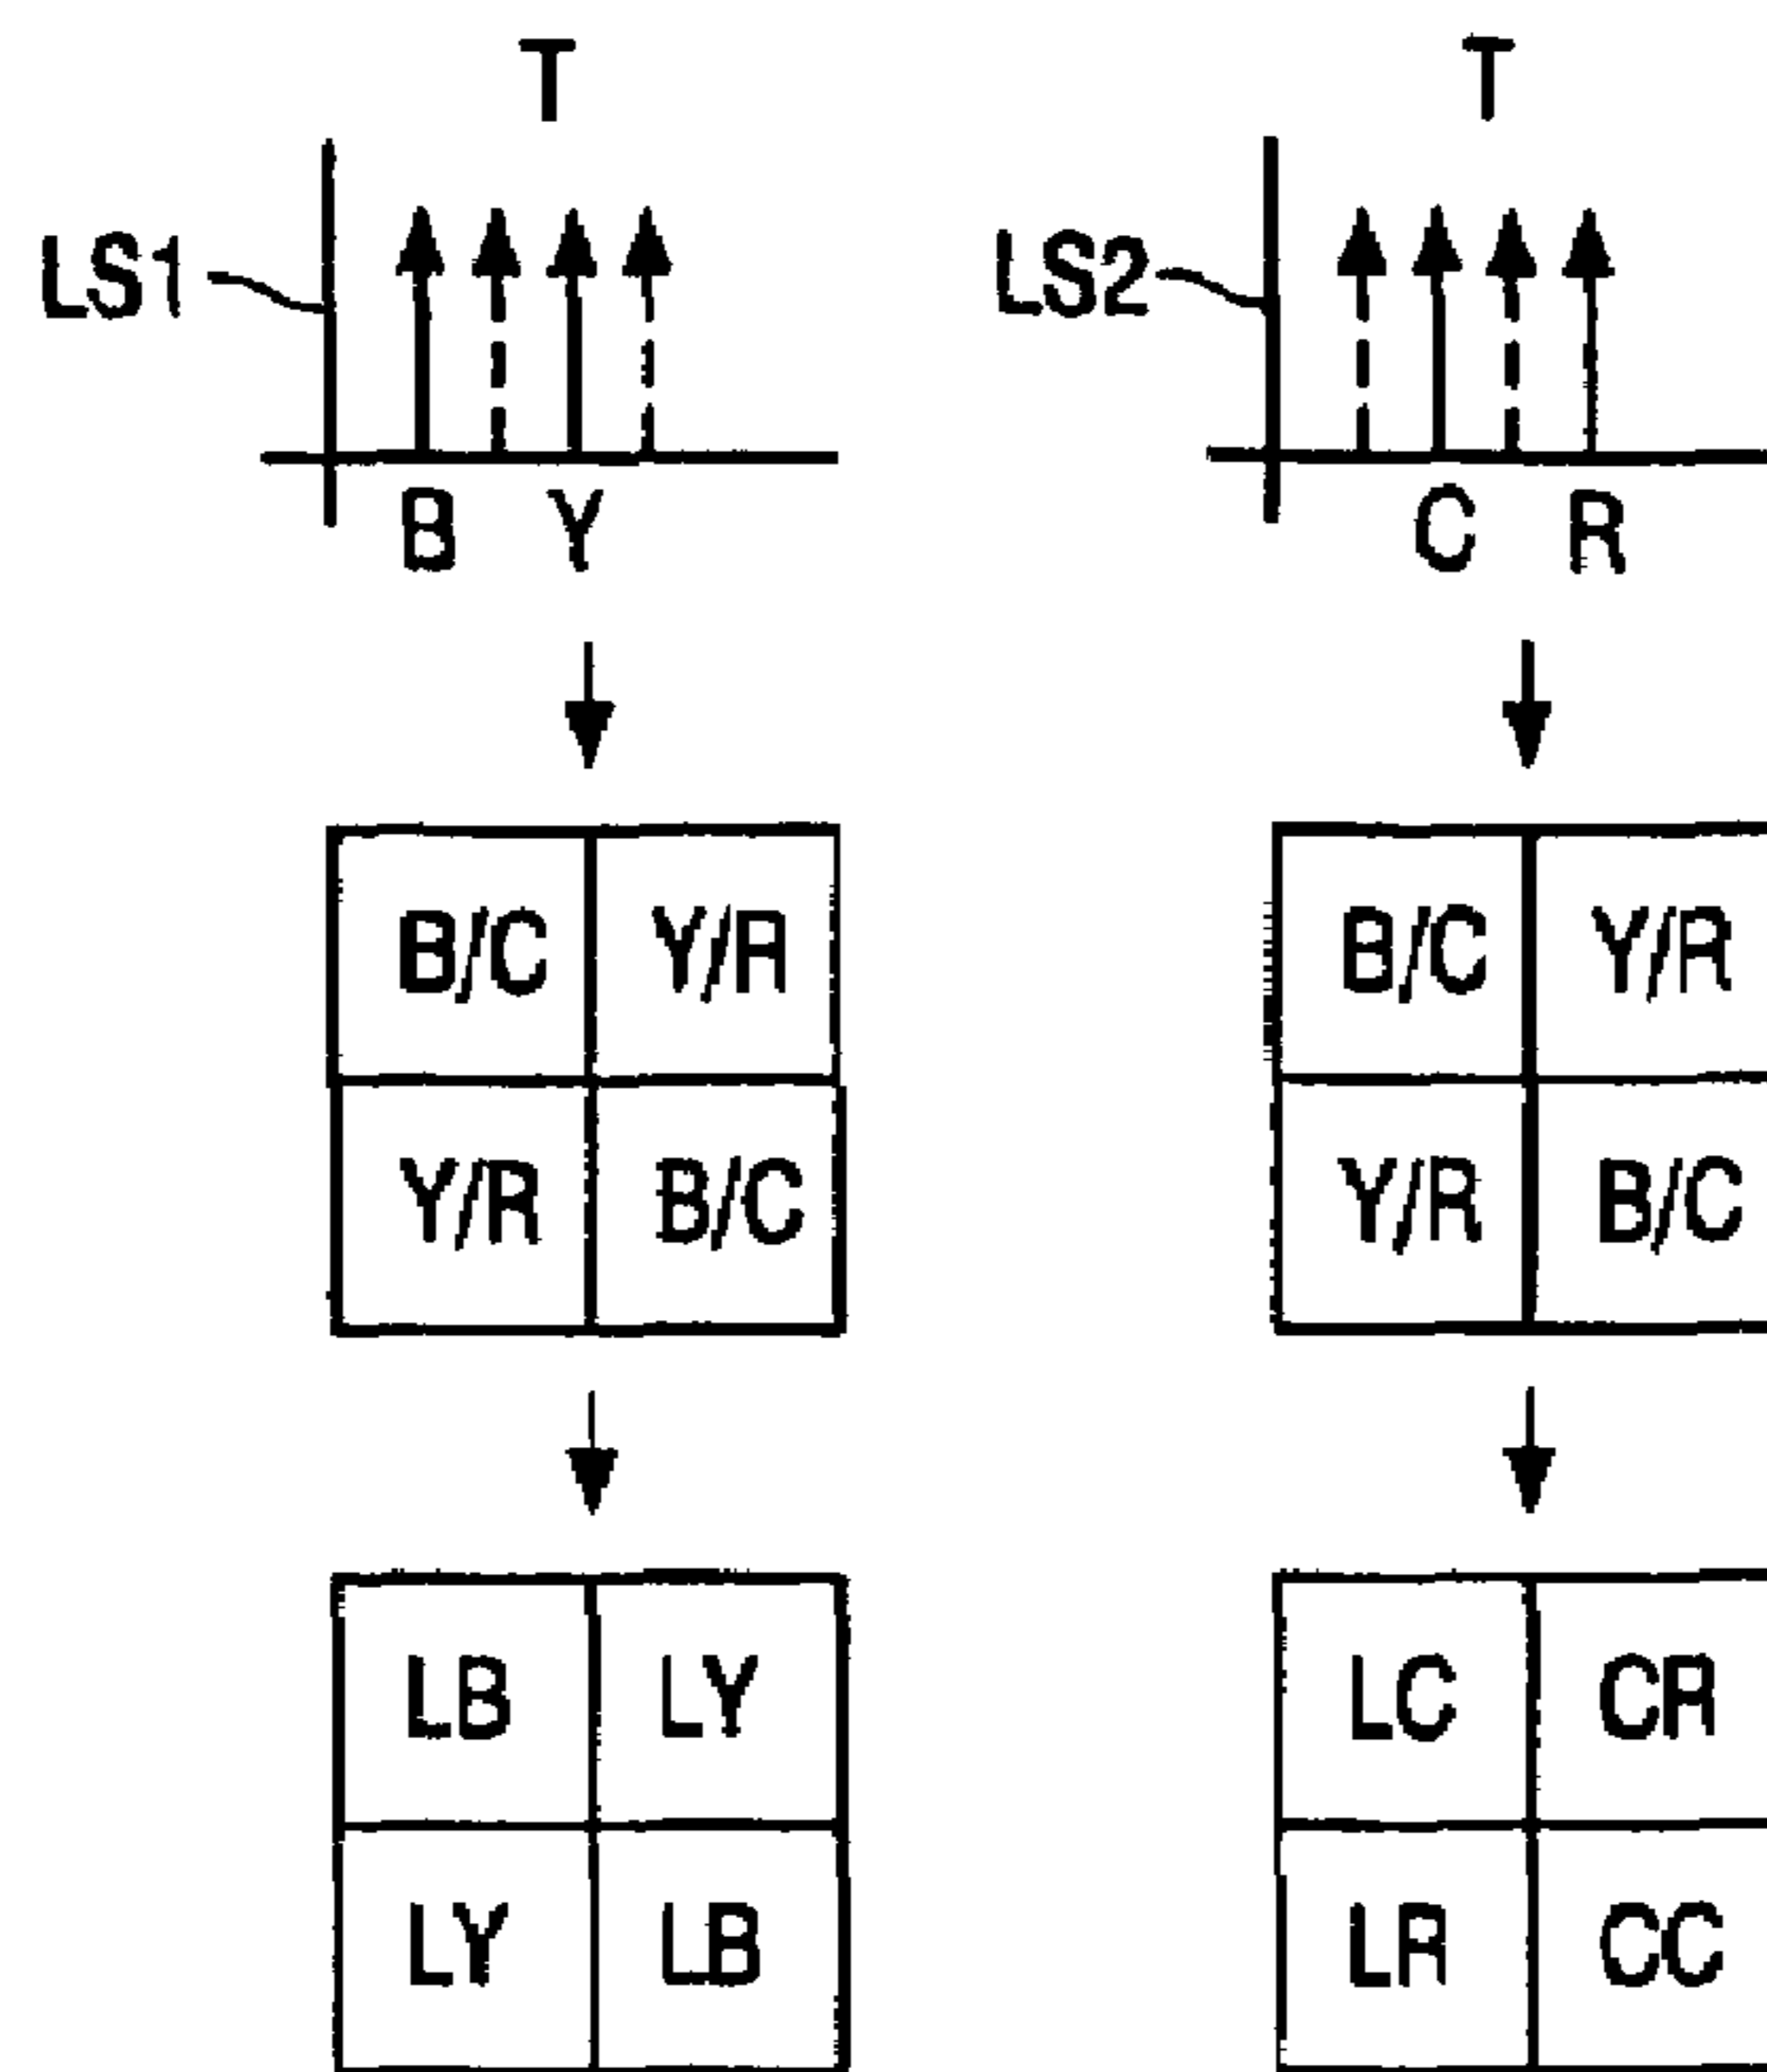 T T
LS1 LS2
B Y C R
B/C Y/R B/C Y/R
Y/R B/C Y/R B/C
LB LY LC CR
LY LB LR CC